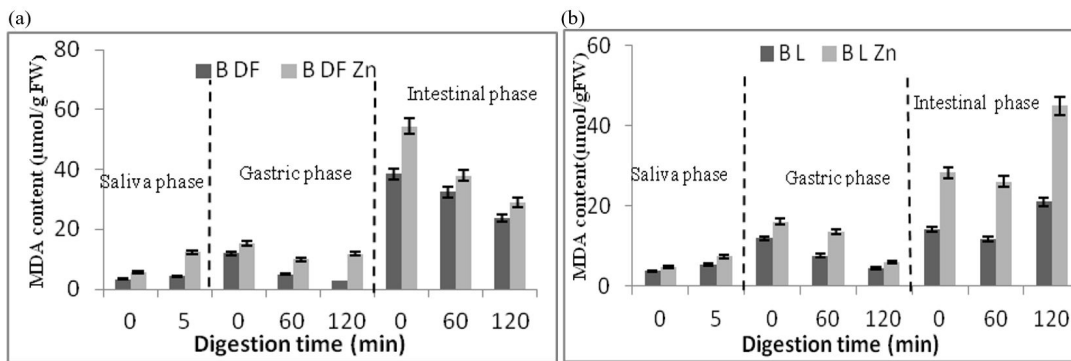 (a)
80
60
40
20
0
MDA content (µmol/g FW)
B DF B DF Zn
Saliva phase
Gastric phase
Intestinal phase
0 5 0 60 120 0 60 120
Digestion time (min)
(b)
60
40
20
0
MDA content(µmol/gFW)
B L B L Zn
Saliva phase
Gastric phase
Intestinal phase
0 5 0 60 120 0 60 120
Digestion time (min)